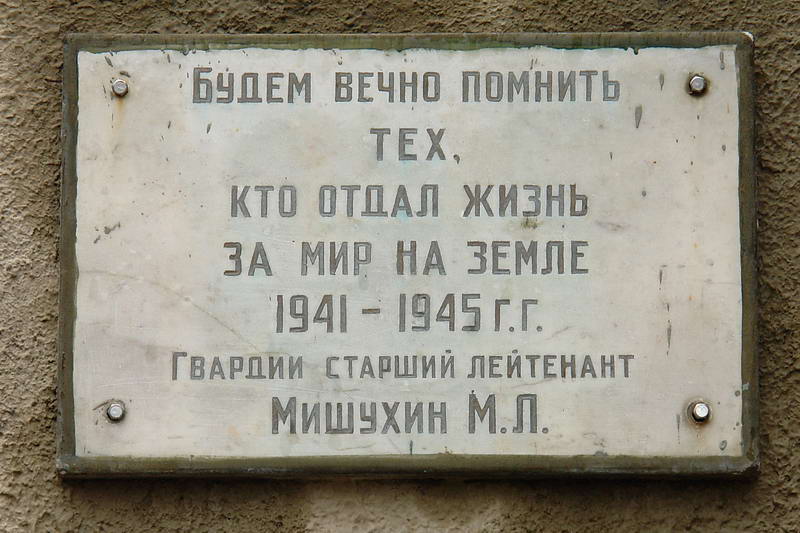 Будем вечно помнить
тех,
кто отдал жизнь
за мир на земле
1941 - 1945 г.г.
Гвардии старший лейтенант
Мишухин М.Л.